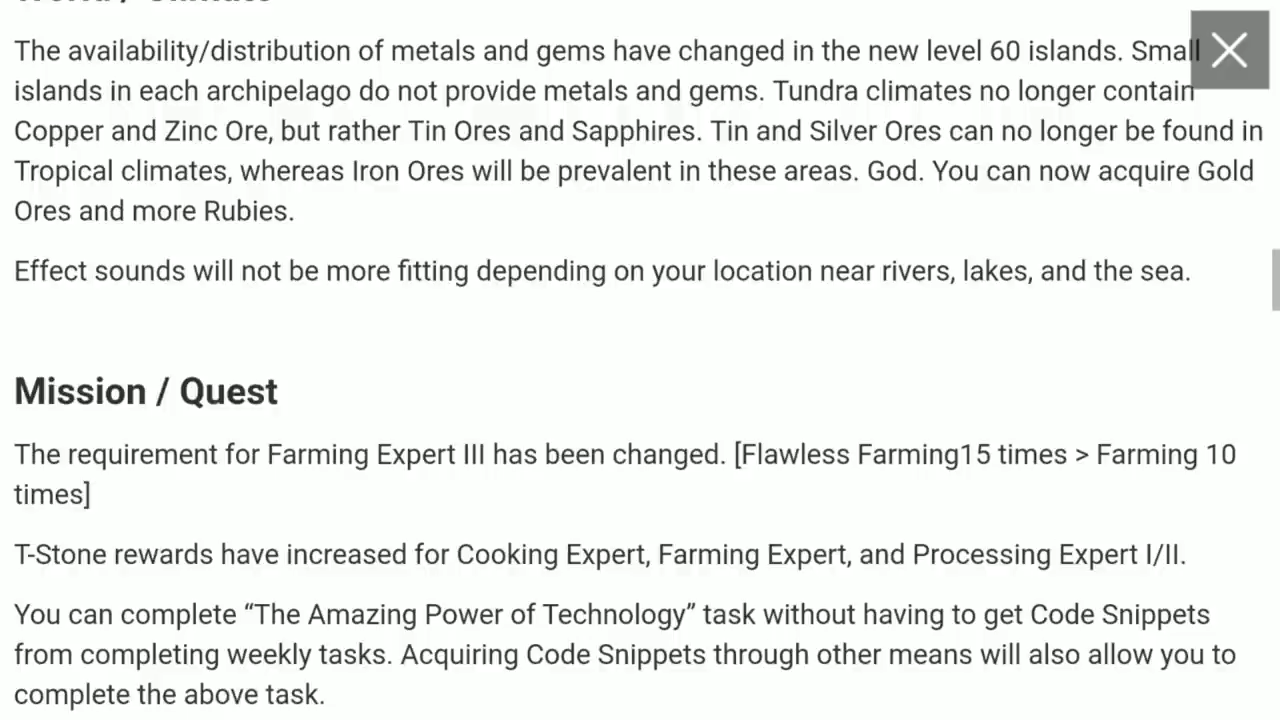 The availability/distribution of metals and gems have changed in the new level 60 islands. Small
islands in each archipelago do not provide metals and gems. Tundra climates no longer contain
Copper and Zinc Ore, but rather Tin Ores and Sapphires. Tin and Silver Ores can no longer be found in
Tropical climates, whereas Iron Ores will be prevalent in these areas. God. You can now acquire Gold
Ores and more Rubies.
Effect sounds will not be more fitting depending on your location near rivers, lakes, and the sea.
Mission / Quest
The requirement for Farming Expert III has been changed. [Flawless Farming15 times > Farming 10
times]
T-Stone rewards have increased for Cooking Expert, Farming Expert, and Processing Expert I/II.
You can complete “The Amazing Power of Technology” task without having to get Code Snippets
from completing weekly tasks. Acquiring Code Snippets through other means will also allow you to
complete the above task.